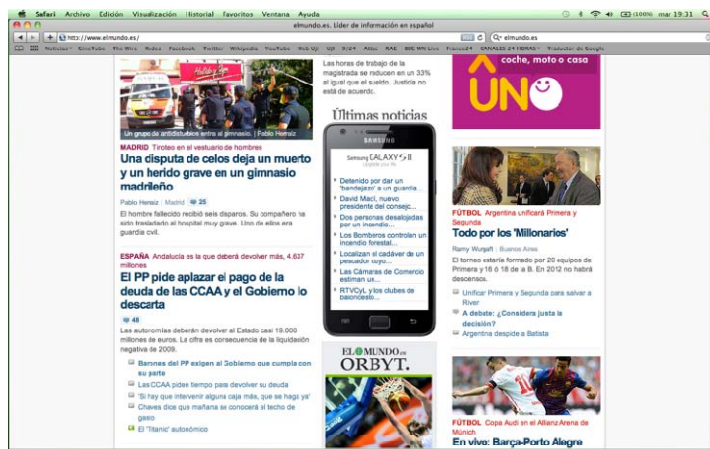 Safari Archivo Edición Visualización Historial Favoritos Ventana Ayuda
(100%) mar 19:31
elmundo.es. Líder de información en español
http://www.elmundo.es/
elmundo.es
Noticias YouTube The Wire Redes Facebook Twitter Wikipedia YouTube
Traductor de Google
Un grupo de antidisturbios entra al gimnasio. | Pablo Herraiz
MADRID Tiroteo en el vestuario de hombres
Una disputa de celos deja un muerto
y un herido grave en un gimnasio
madrileño
Pablo Herraiz | Madrid 25
El hombre fallecido recibió seis disparos. Su compañero ha
sido trasladado al hospital muy grave. Uno de ellos era
guardia civil.
ESPAÑA Andalucía es la que deberá devolver más, 4.637
millones
El PP pide aplazar el pago de la
deuda de las CCAA y el Gobierno lo
descarta
48
Las autonomías deberán devolver al Estado casi 19.000
millones de euros. La cifra es consecuencia de la liquidación
negativa de 2009.
Barones del PP exigen al Gobierno que cumpla con
su parte
Las CCAA piden tiempo para devolver su deuda
'Si hay que intervenir alguna caja más, que se haga ya'
Chaves dice que mañana se conocerá el techo de
gasto
El 'Titanic' autonómico
Las horas de trabajo de la
magistrada se reducen en un 33%
al igual que el sueldo. Justicia no
está de acuerdo.
Últimas noticias
SAMSUNG
Samsung GALAXY S II
Detenido por dar un
'bandejazo' a un guardia ...
David Macì, nuevo
presidente del consejc...
Dos personas desalojadas
por un incendio...
Los Bomberos controlan un
incendio forestal...
Localizan el cadáver de un
pescador cuyo...
Las Cámaras de Comercio
estiman un...
RTVCyL y los clubes de
baloncesto...
EL MUNDO en
ORBYT.
coche, moto o casa
UNO
FÚTBOL Argentina unificará Primera y
Segunda
Todo por los 'Millonarios'
Ramy Wurgaft | Buenos Aires
El torneo estaría formado por 20 equipos de
Primera y 16 ó 18 de a B. En 2012 no habrá
descensos.
Unificar Primera y Segunda para salvar a
River
A debate: ¿Considera justa la
decisión?
Argentina despide a Batista
FÚTBOL Copa Audi en el Allianz Arena de
Múnich
En vivo: Barça-Porto Alegre